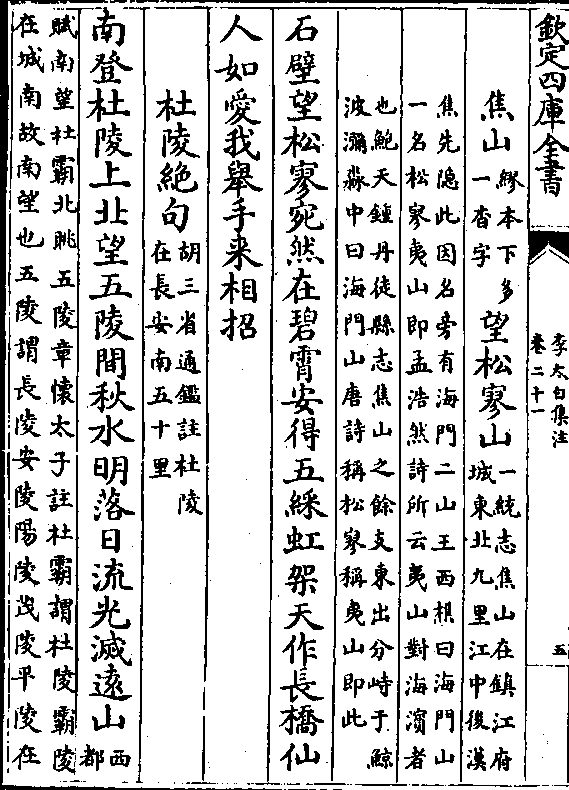 欽定四庫全書
李太白集注
卷二十一
五
焦山
繆本下多
一杳字
望松寥山
一統志焦山在鎮江府
城東北九里江中後漢
焦先隠此因名旁有海門二山王西樵曰海門山
一名松寥夷山即孟浩然詩所云夷山對海濱者
也鮑天鍾丹徒縣志焦山之餘支東出分峙于鯨
波瀰淼中曰海門山唐詩稱松寥稱夷山即此
石壁望松寥宛然在碧霄安得五綵虹架天作長橋仙
人如愛我舉手来相招
杜陵絶句
胡三省通鑑註杜陵
在長安南五十里
南登杜陵上北望五陵間秋水明落日流光滅遠山
西
都
賦南望杜霸北眺五陵章懷太子註杜霸謂杜陵霸陵
在城南故南望也五陵謂長陵安陵陽陵茂陵平陵在